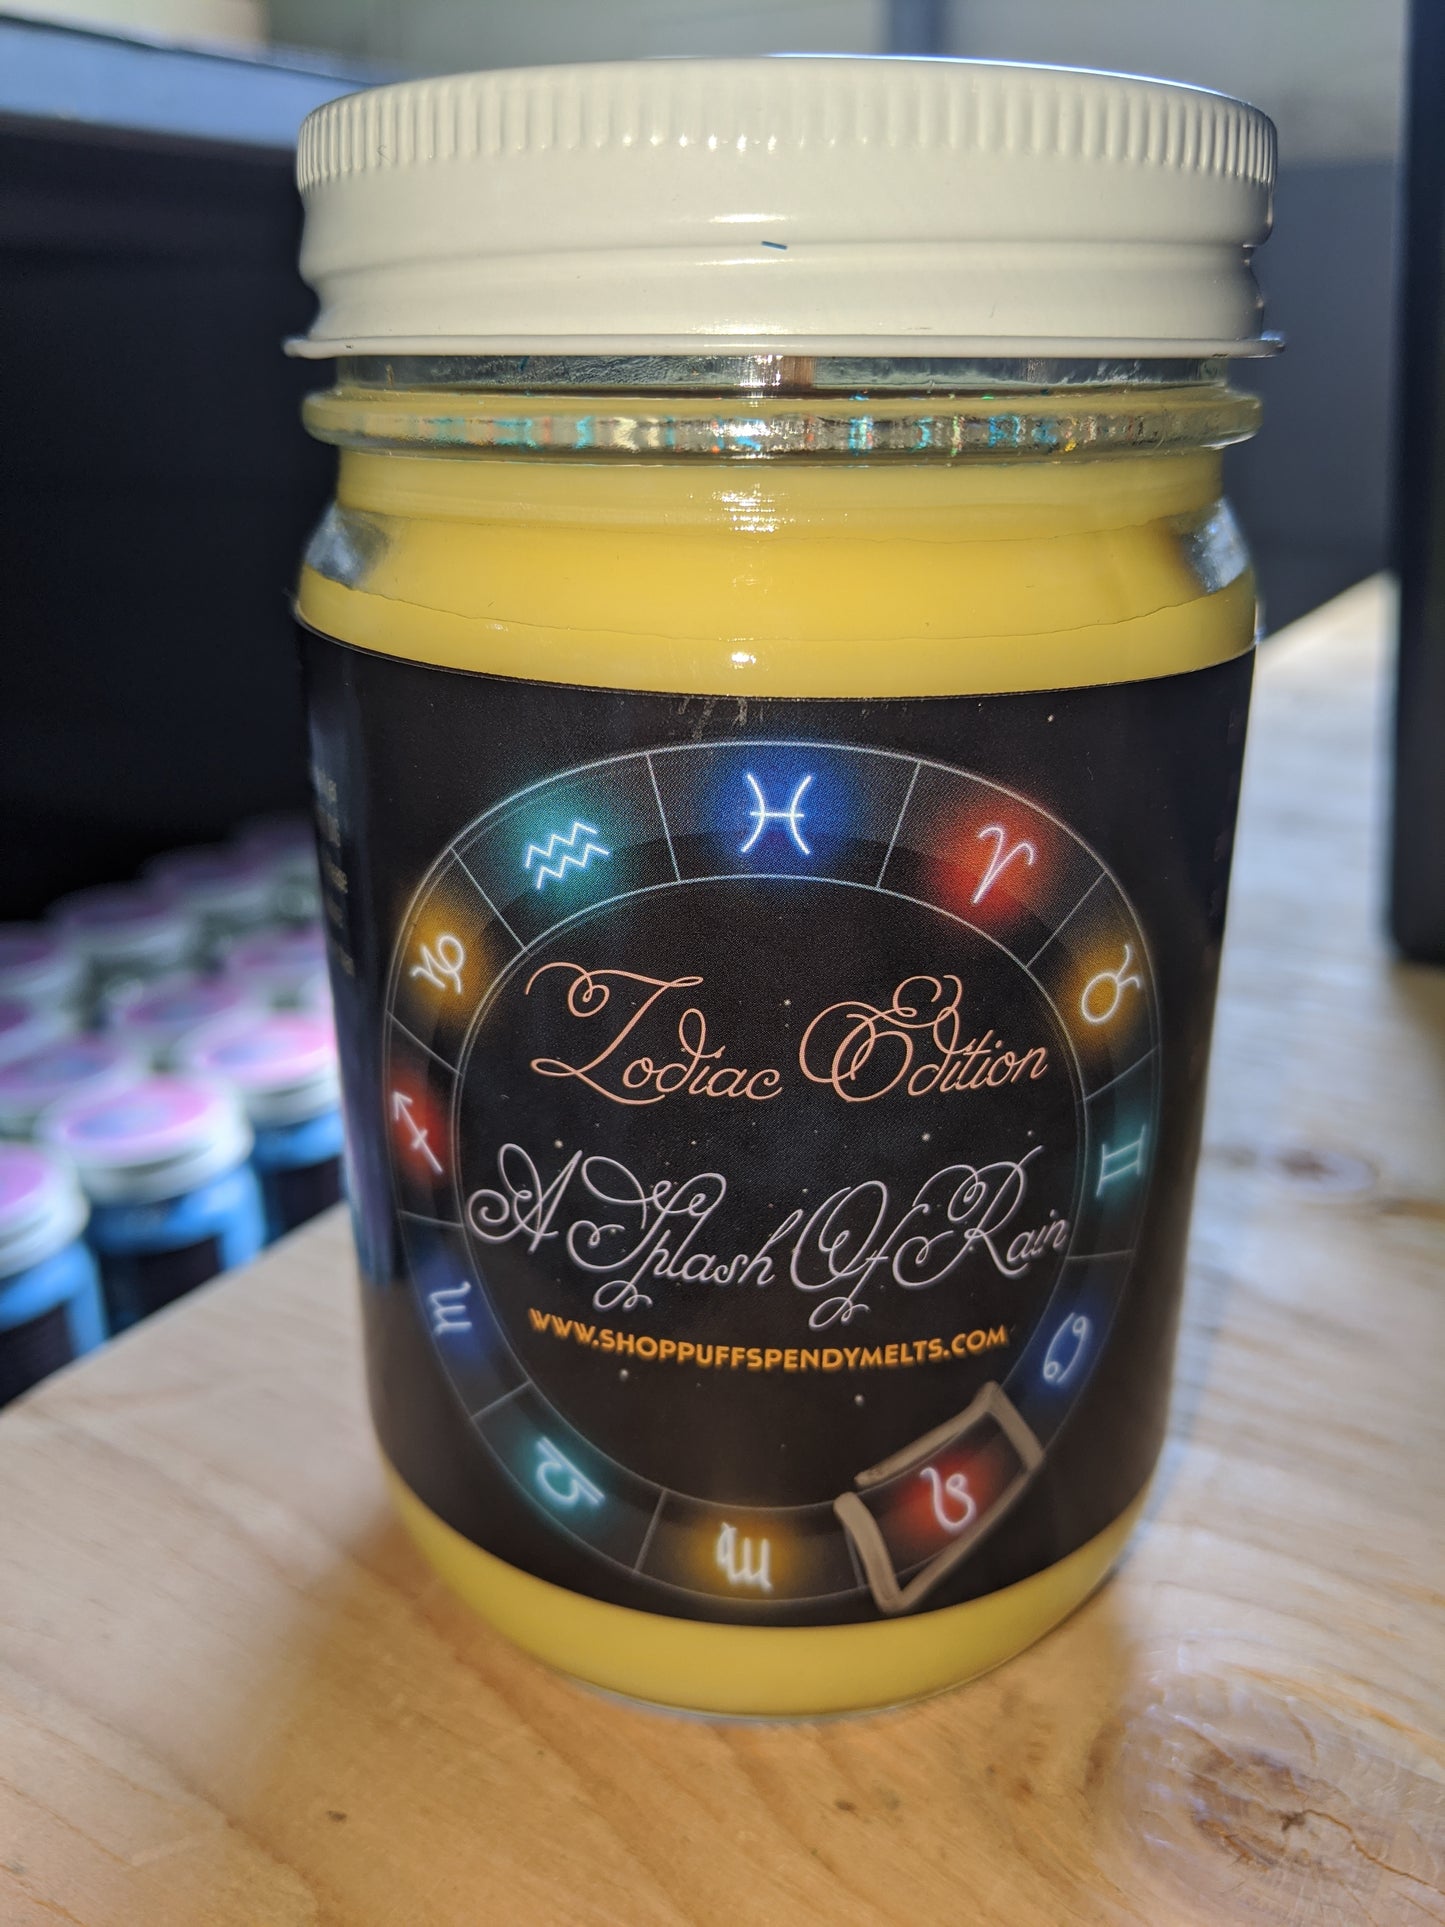 Zodiac Edition
A Splash Of Rain
WWW.SHOPPUFFSPENDYMELTS.COM